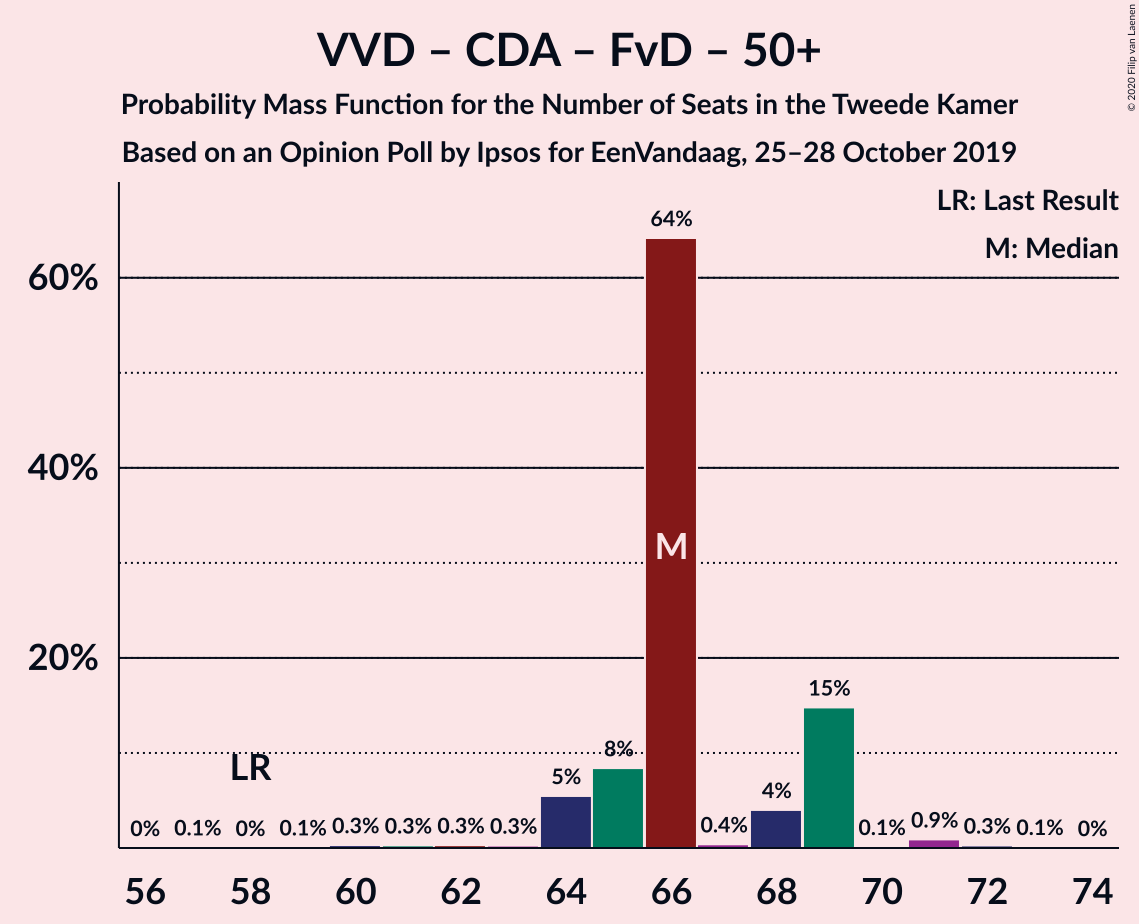 VVD – CDA – FvD – 50+
Probability Mass Function for the Number of Seats in the Tweede Kamer
Based on an Opinion Poll by Ipsos for EenVandaag, 25–28 October 2019
© 2020 Filip van Laenen
LR: Last Result
M: Median
60%
40%
20%
64%
M
15%
8%
LR
5%
4%
0% 0.1% 0% 0.1% 0.3% 0.3% 0.3% 0.3% 0.4% 0.1% 0.9% 0.3% 0.1% 0%
56 58 60 62 64 66 68 70 72 74